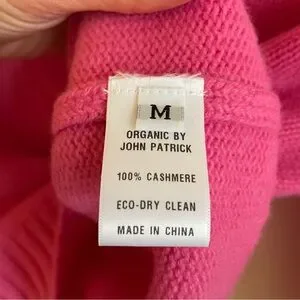 M
ORGANIC BY
JOHN PATRICK
100% CASHMERE
ECO-DRY CLEAN
MADE IN CHINA